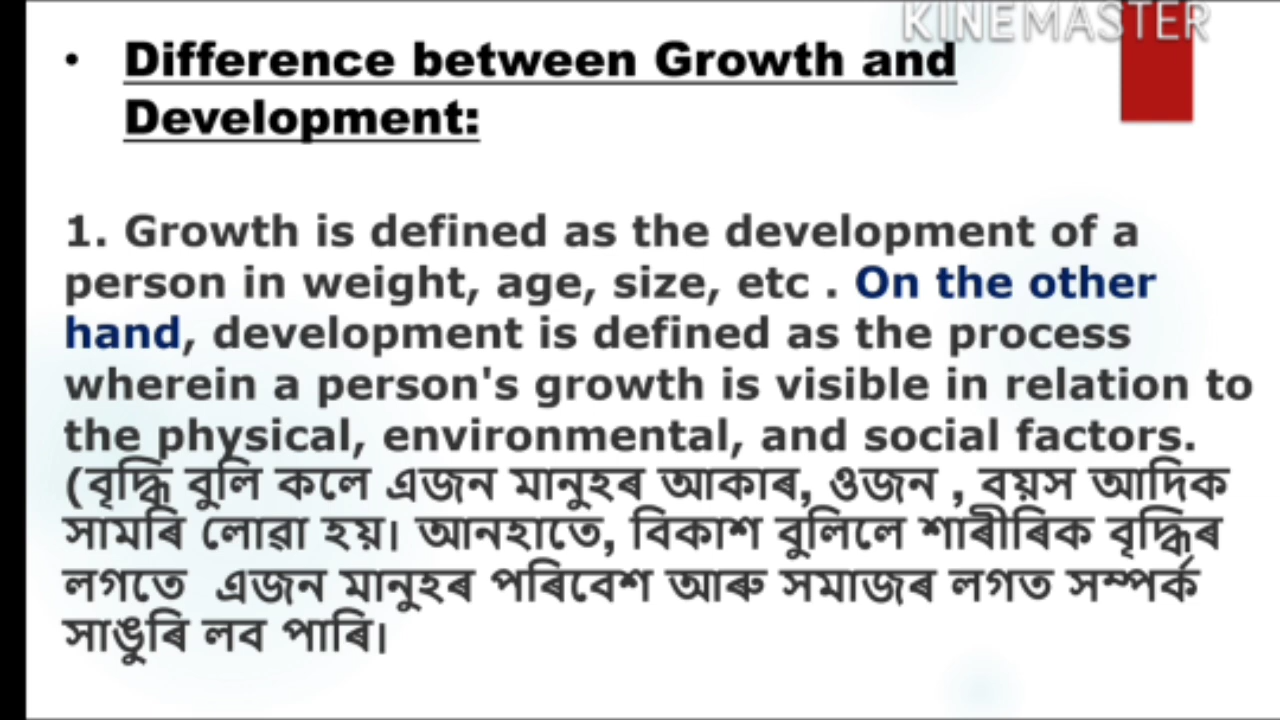 KINEMASTER
• Difference between Growth and
Development:
1. Growth is defined as the development of a
person in weight, age, size, etc . On the other
hand, development is defined as the process
wherein a person's growth is visible in relation to
the physical, environmental, and social factors.
(বৃদ্ধি বুলি কলে এজন মানুহৰ আকাৰ, ওজন , বয়স আদিক
সামৰি লোৱা হয়। আনহাতে, বিকাশ বুলিলে শাৰীৰিক বৃদ্ধিৰ
লগতে এজন মানুহৰ পৰিবেশ আৰু সমাজৰ লগত সম্পৰ্ক
সাঙুৰি লব পাৰি।